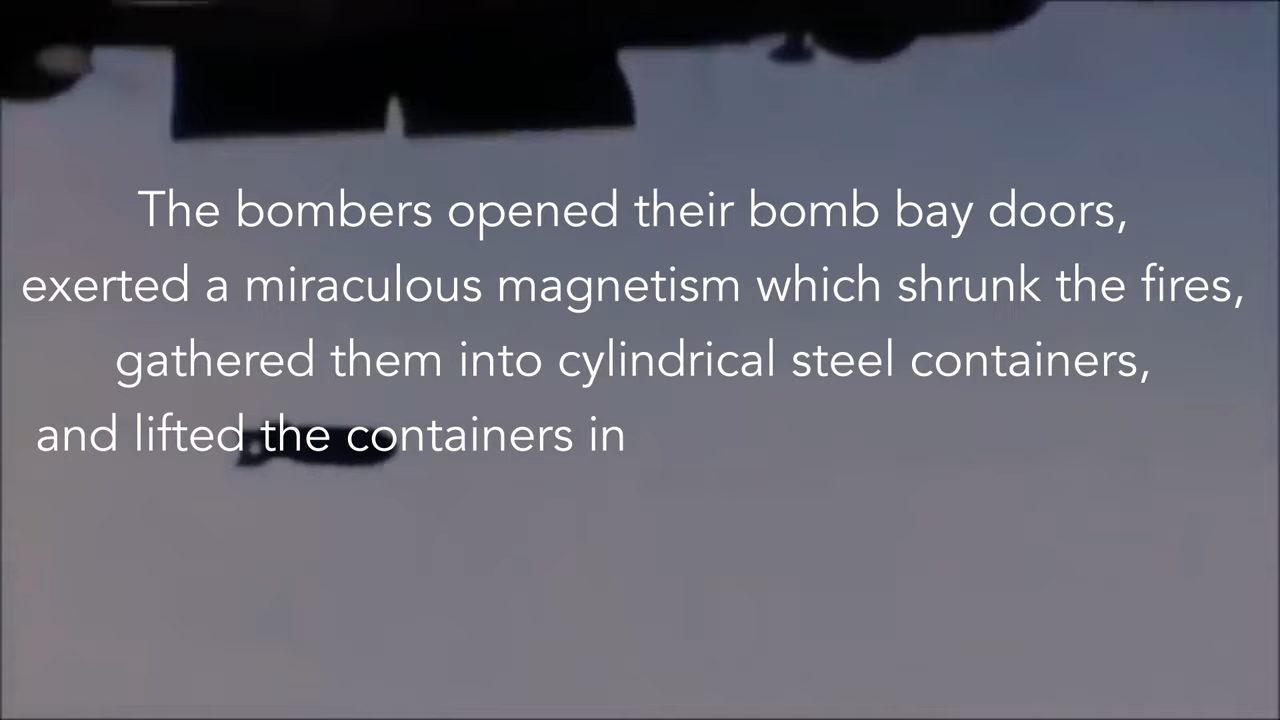 The bombers opened their bomb bay doors,
exerted a miraculous magnetism which shrunk the fires,
gathered them into cylindrical steel containers,
and lifted the containers in